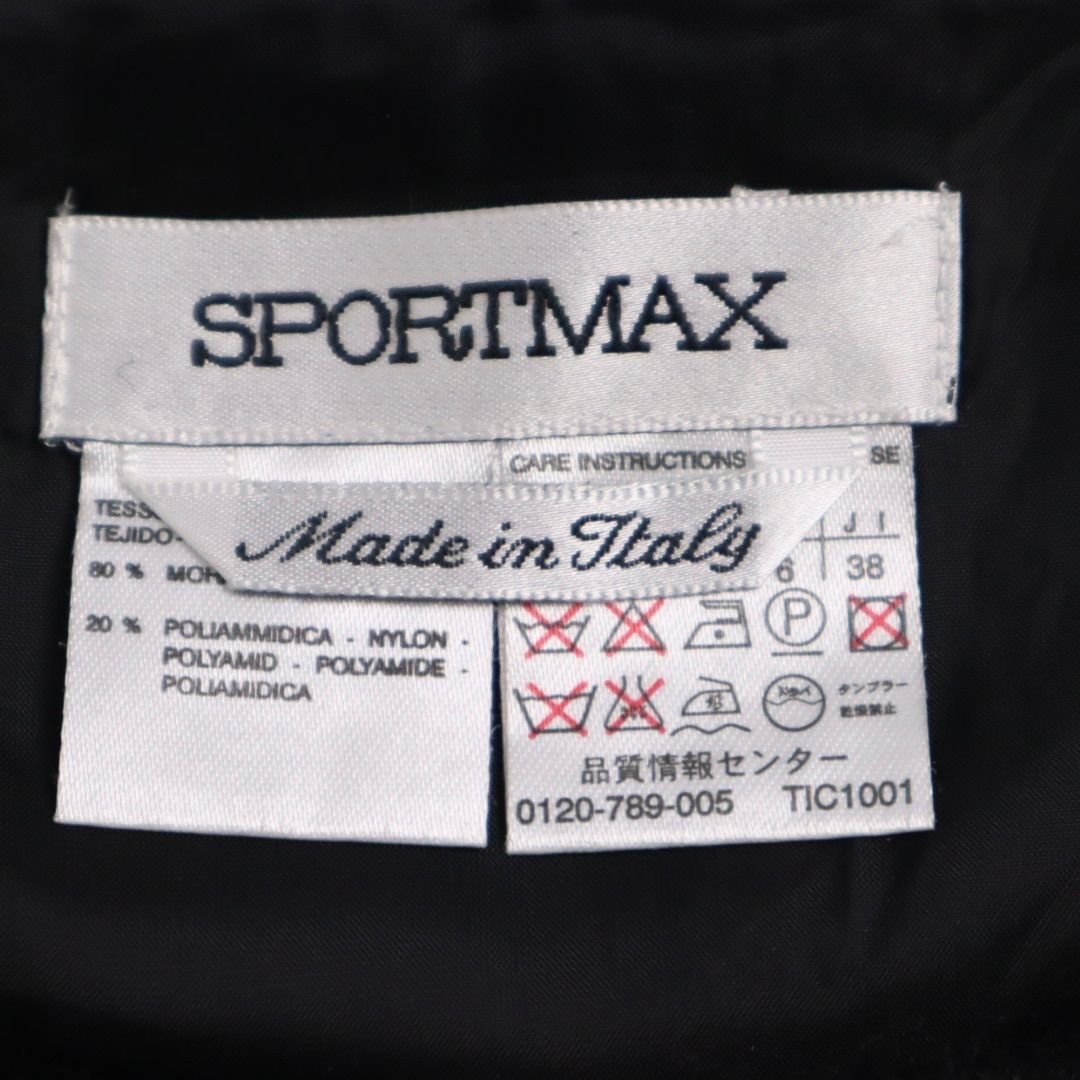 SPORTMAX
CARE INSTRUCTIONS
SE
Made in Italy
TEJIDO-
80 %
20 % POLIAMMIDICA - NYLON -
POLYAMID - POLYAMIDE -
POLIAMIDICA
J I
6 38
P
タンブラー
乾燥禁止
品質情報センター
0120-789-005 TIC1001